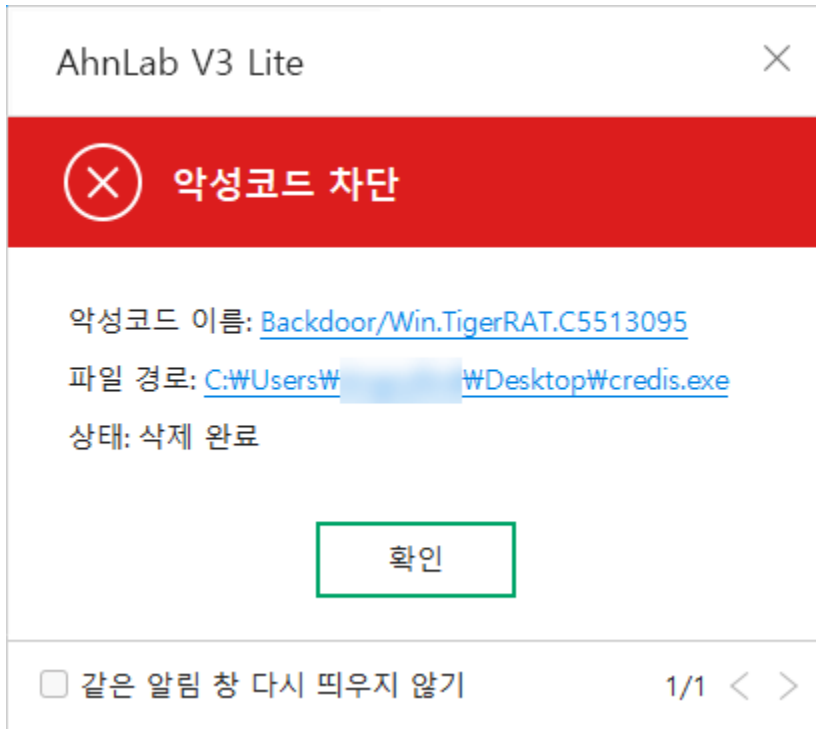 AhnLab V3 Lite
악성코드 차단
악성코드 이름: Backdoor/Win.TigerRAT.C5513095
파일 경로: C:₩Users₩ ₩Desktop₩credis.exe
상태: 삭제 완료
확인
같은 알림 창 다시 띄우지 않기
1/1